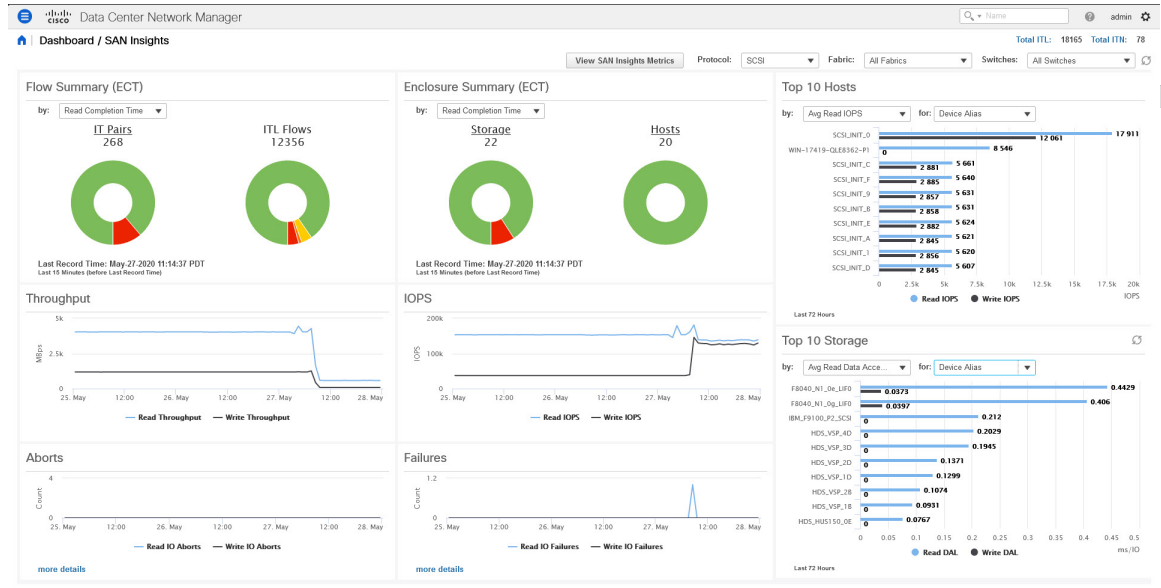 cisco Data Center Network Manager
Name
admin
Dashboard / SAN Insights
Total ITL: 18165 Total ITN: 78
View SAN Insights Metrics
Protocol: SCSI
Fabric: All Fabrics
Switches: All Switches
Flow Summary (ECT)
by: Read Completion Time
IT Pairs
268
ITL Flows
12356
Last Record Time: May-27-2020 11:14:37 PDT
Last 15 Minutes (before Last Record Time)
Enclosure Summary (ECT)
by: Read Completion Time
Storage
22
Hosts
20
Last Record Time: May-27-2020 11:14:37 PDT
Last 15 Minutes (before Last Record Time)
Top 10 Hosts
by: Avg Read IOPS for: Device Alias
SCSI_INIT_0 17 911
12 061
WIN-17419-QLE8362-P1 8 546
0
SCSI_INIT_C 5 661
2 881
SCSI_INIT_F 5 640
2 885
SCSI_INIT_9 5 631
2 857
SCSI_INIT_8 5 631
2 858
SCSI_INIT_E 5 624
2 882
SCSI_INIT_A 5 621
2 845
SCSI_INIT_1 5 620
2 856
SCSI_INIT_D 5 607
2 845
0 2.5k 5k 7.5k 10k 12.5k 15k 17.5k 20k
IOPS
Read IOPS Write IOPS
Last 72 Hours
Throughput
5k
2.5k
0
MBps
25. May 12:00 26. May 12:00 27. May 12:00 28. May
Read Throughput Write Throughput
IOPS
200k
100k
0
IOPS
25. May 12:00 26. May 12:00 27. May 12:00 28. May
Read IOPS Write IOPS
Top 10 Storage
by: Avg Read Data Acce... for: Device Alias
F8040_N1_0e_LIF0 0.4429
0.0373
F8040_N1_0g_LIF0 0.406
0.0397
IBM_F9100_P2_SCSI 0.212
0
HDS_VSP_4D 0.2029
0
HDS_VSP_3D 0.1945
0
HDS_VSP_2D 0.1371
0
HDS_VSP_1D 0.1299
0
HDS_VSP_2B 0.1074
0
HDS_VSP_1B 0.0931
0
HDS_HUS150_0E 0.0767
0
0 0.05 0.1 0.15 0.2 0.25 0.3 0.35 0.4 0.45 0.5
ms/IO
Read DAL Write DAL
Last 72 Hours
Aborts
4
0
Count
25. May 12:00 26. May 12:00 27. May 12:00 28. May
Read IO Aborts Write IO Aborts
more details
Failures
1.2
0
Count
25. May 12:00 26. May 12:00 27. May 12:00 28. May
Read IO Failures Write IO Failures
more details